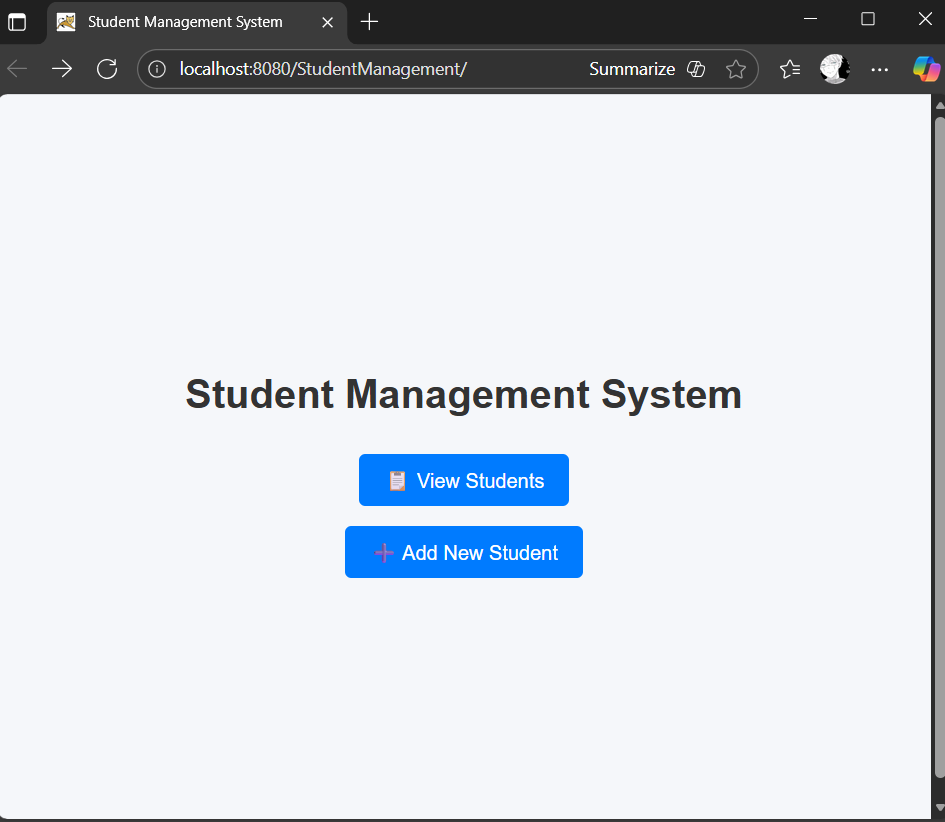 Student Management System
localhost:8080/StudentManagement/ Summarize
Student Management System
📋 View Students
➕ Add New Student